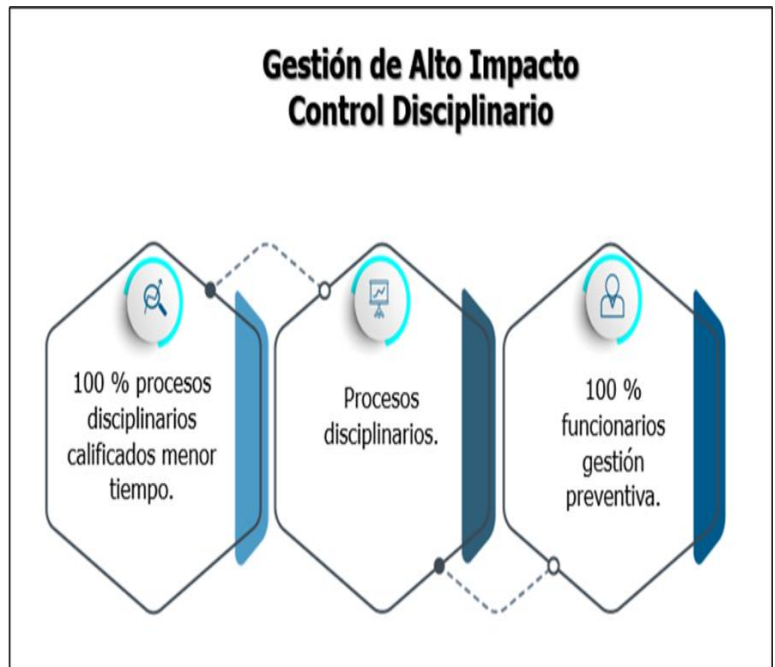 Gestión de Alto Impacto
Control Disciplinario
100 % procesos
disciplinarios
calificados menor
tiempo.
Procesos
disciplinarios.
100 %
funcionarios
gestión
preventiva.